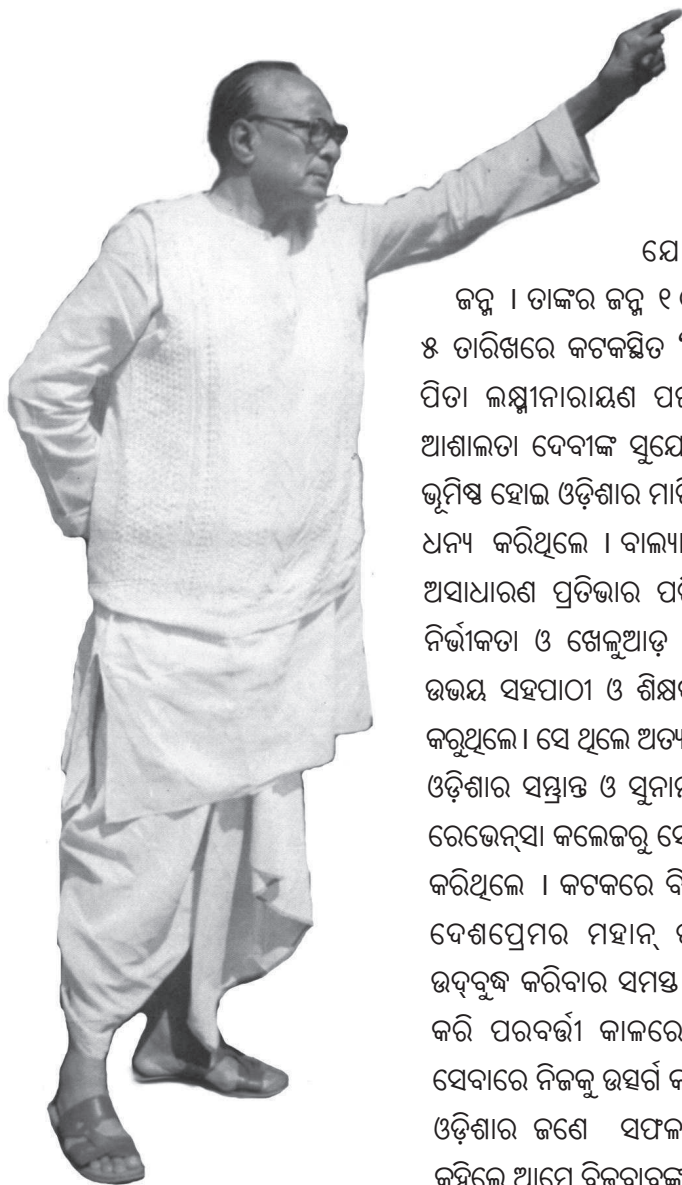 ଯେ
ଜନ୍ମ । ତାଙ୍କର ଜନ୍ମ ୧
୫ ତାରିଖରେ କଟକସ୍ଥିତ
ପିତା ଲକ୍ଷ୍ମୀନାରାୟଣ
ଆଶାଲତା ଦେବୀଙ୍କ
ଭୂମିଷ୍ଠ ହୋଇ ଓଡ଼ିଶାର
ଧନ୍ୟ କରିଥିଲେ ।
ଅସାଧାରଣ ପ୍ରତିଭାର
ନିର୍ଭୀକତା ଓ ଖେଳୁଆଡ଼
ଉଭୟ ସହପାଠୀ ଓ
କରୁଥିଲେ । ସେ ଥିଲେ
ଓଡ଼ିଶାର ସମ୍ଭ୍ରାନ୍ତ ଓ
ରେଭେନ୍‌ସା କଲେଜରୁ
କରିଥିଲେ । କଟକରେ
ଦେଶପ୍ରେମର ମହାନ୍
ଉଦ୍‌ବୁଦ୍ଧ କରିବାର ସମସ୍ତ
କରି ପରବର୍ତ୍ତୀ କାଳରେ
ସେବାରେ ନିଜକୁ ଉତ୍ସର୍ଗ
ଓଡ଼ିଶାର ଜଣେ ସଫଳ
କହିଲେ ଆମେ ବିଜୁବାବୁଙ୍କ